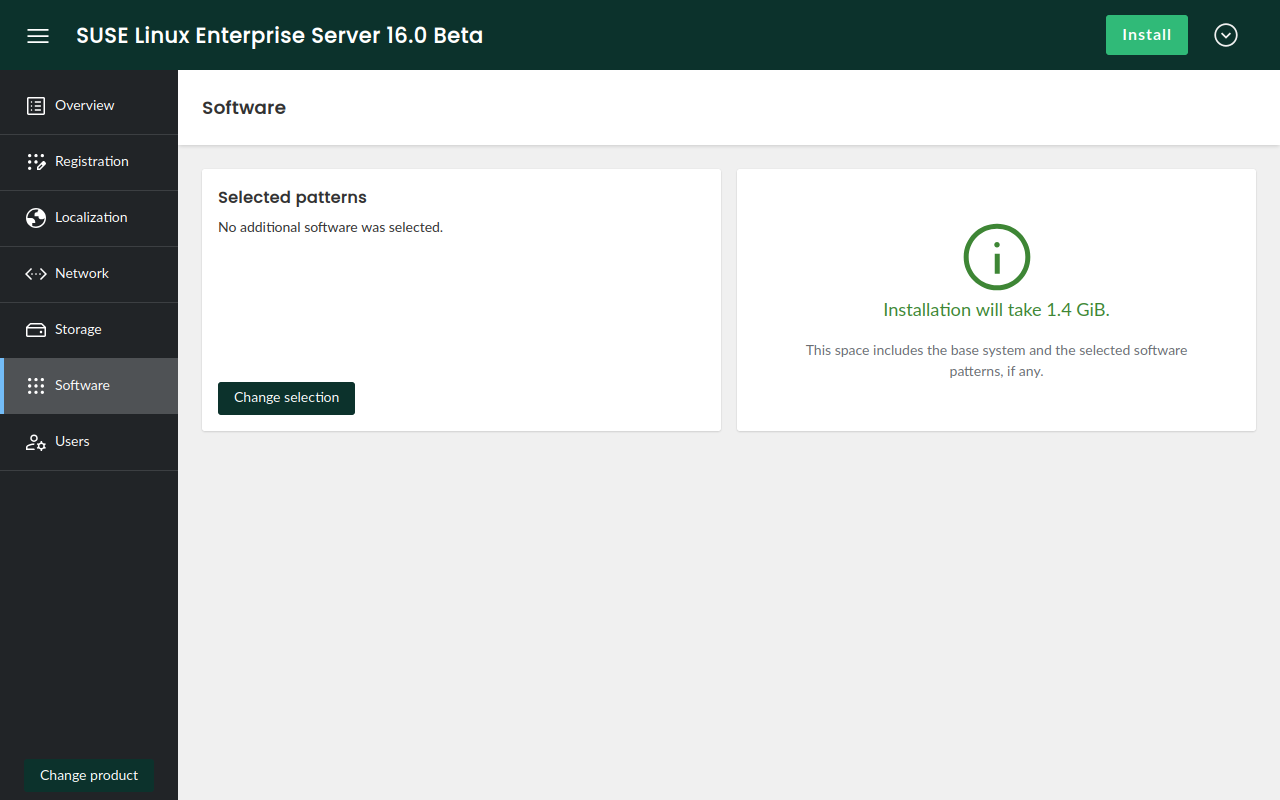 SUSE Linux Enterprise Server 16.0 Beta
Install
Overview
Registration
Localization
Network
Storage
Software
Users
Change product
Software
Selected patterns
No additional software was selected.
Change selection
Installation will take 1.4 GiB.
This space includes the base system and the selected software
patterns, if any.